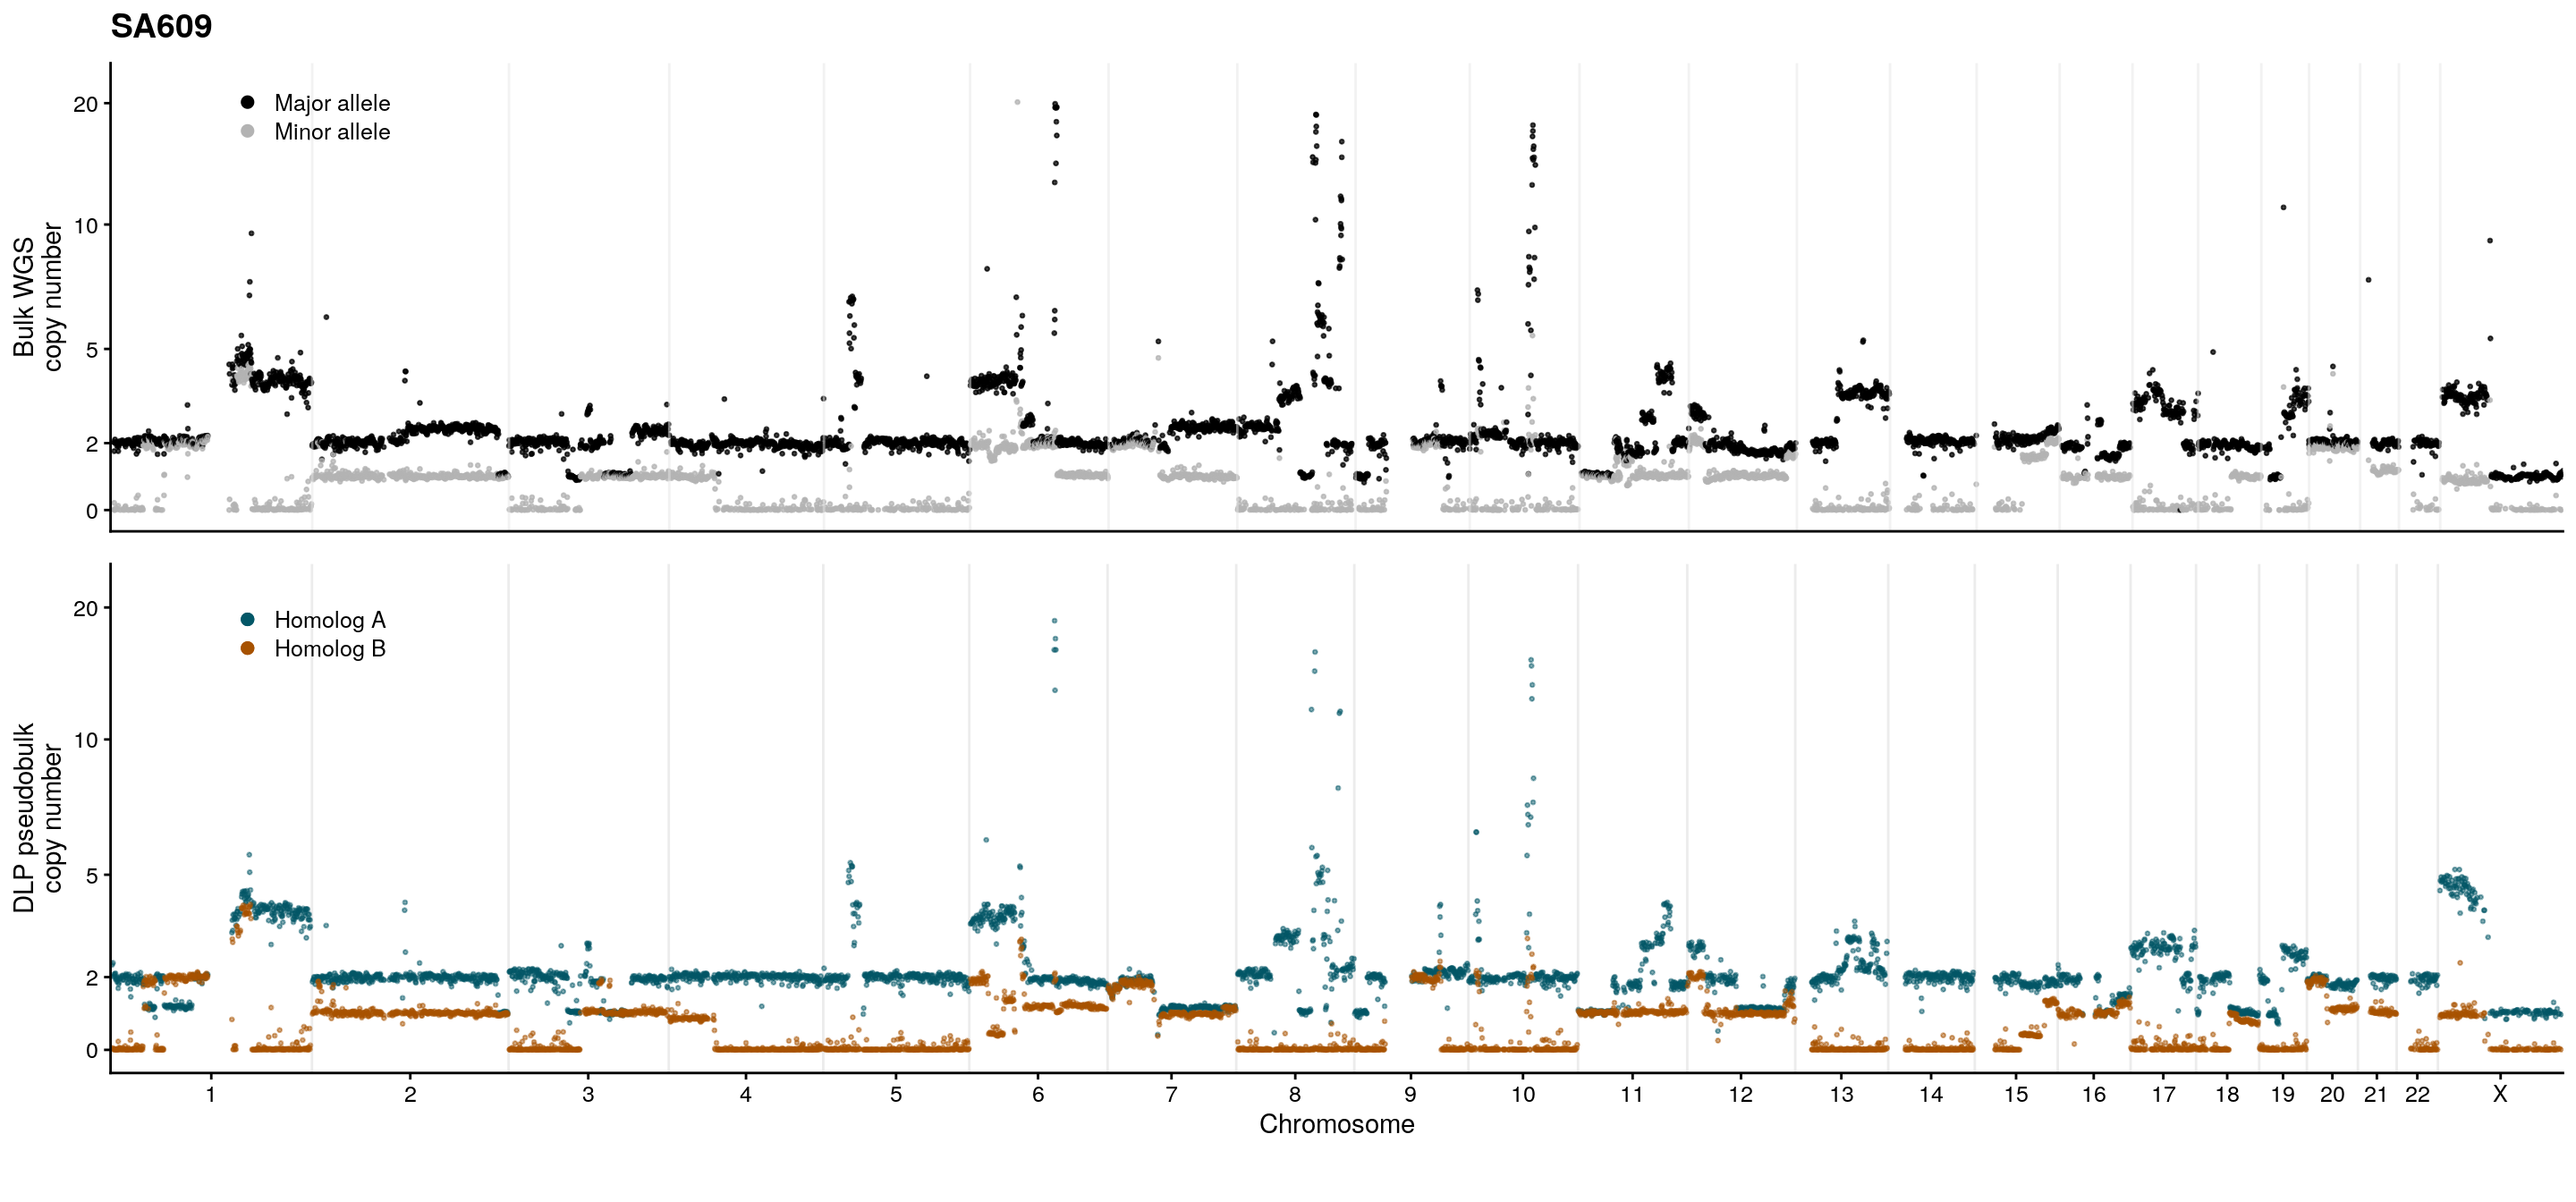 SA609
Bulk WGS
copy number
20
10
5
2
0
Major allele
Minor allele
DLP pseudobulk
copy number
20
10
5
2
0
Homolog A
Homolog B
1 2 3 4 5 6 7 8 9 10 11 12 13 14 15 16 17 18 19 20 21 22 X
Chromosome